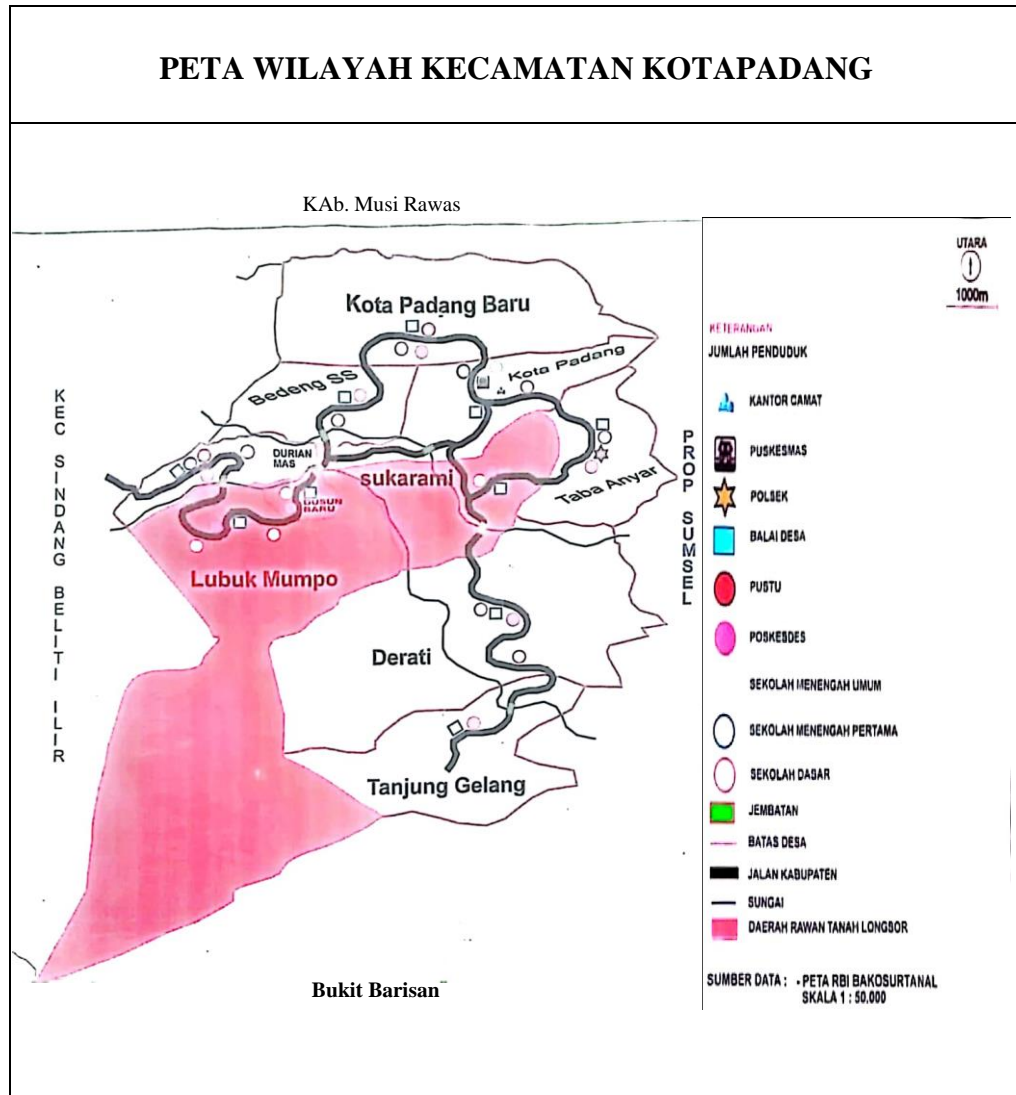 PETA WILAYAH KECAMATAN KOTAPADANG
KAb. Musi Rawas
Kota Padang Baru
Bedeng SS
Kota Padang
DURIAN
MAS
sukarami
Taba Anyar
DUSUN
BARU
Lubuk Mumpo
Derati
Tanjung Gelang
KEC SINDANG BELITI ILIR
PROP SUMSEL
Bukit Barisan
UTARA
1000m
KETERANGAN
JUMLAH PENDUDUK
KANTOR CAMAT
PUSKESMAS
POLSEK
BALAI DESA
PUSTU
POSKESDES
SEKOLAH MENENGAH UMUM
SEKOLAH MENENGAH PERTAMA
SEKOLAH DASAR
JEMBATAN
BATAS DESA
JALAN KABUPATEN
SUNGAI
DAERAH RAWAN TANAH LONGSOR
SUMBER DATA : - PETA RBI BAKOSURTANAL
SKALA 1 : 50.000